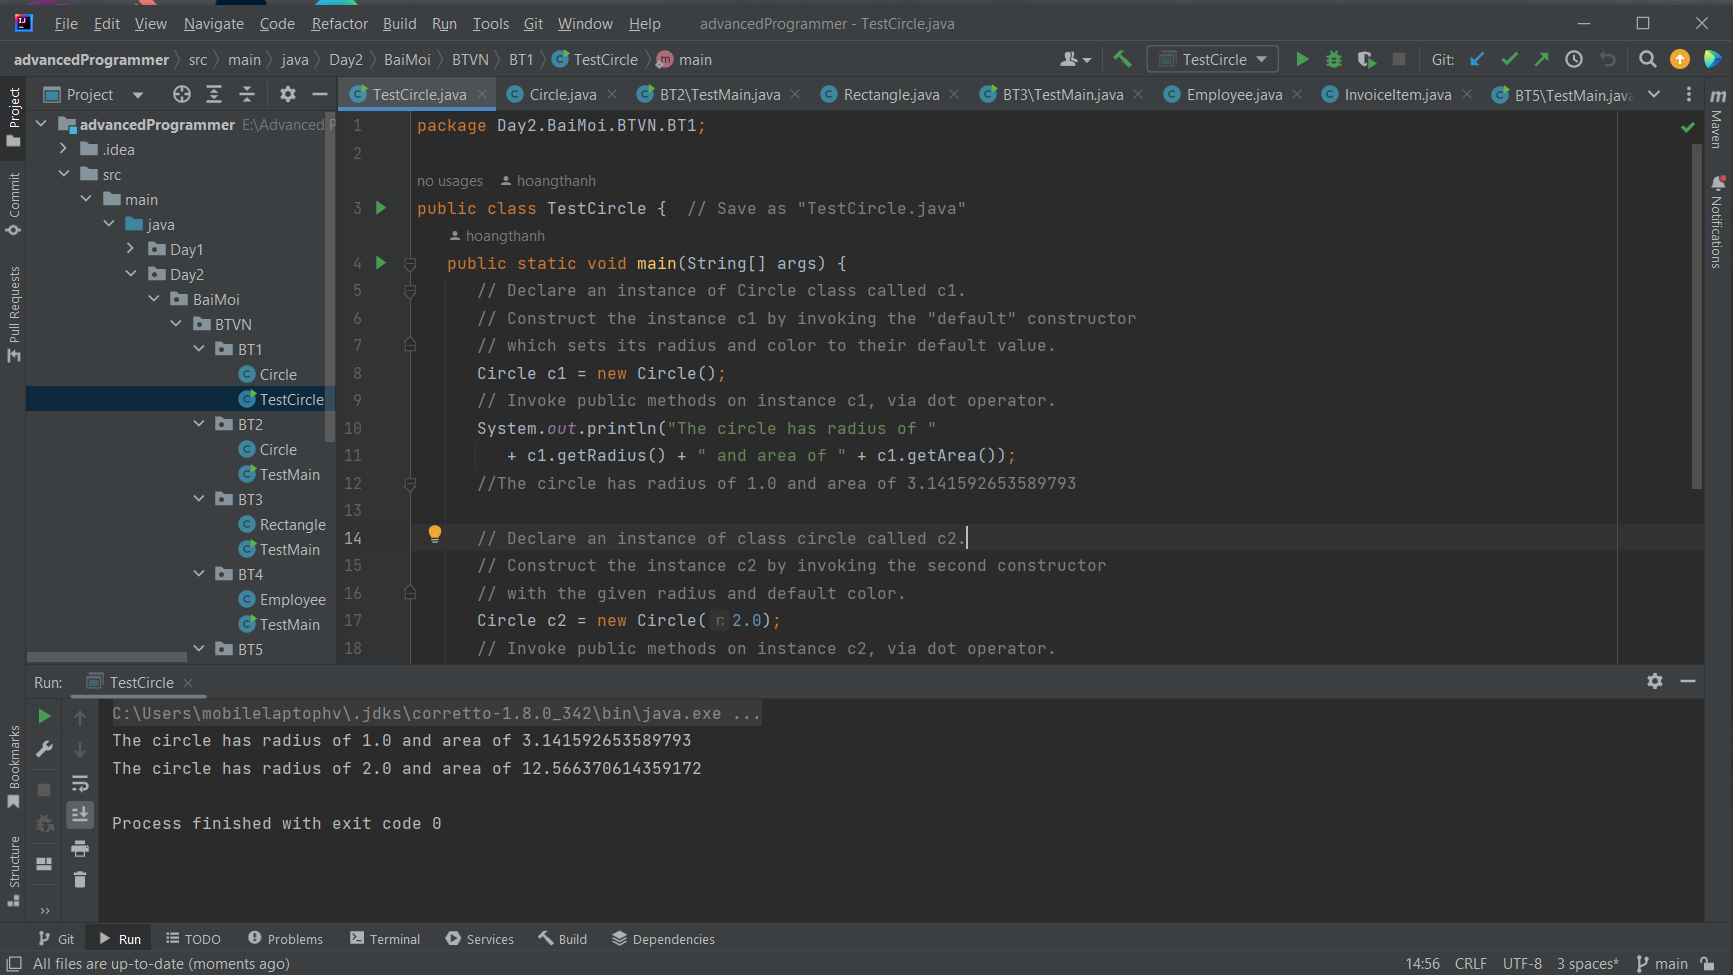 File Edit View Navigate Code Refactor Build Run Tools Git Window Help advancedProgrammer - TestCircle.java
advancedProgrammer src main java Day2 BaiMoi BTVN BT1 TestCircle main TestCircle Git:
Project
TestCircle.java Circle.java BT2\TestMain.java Rectangle.java BT3\TestMain.java Employee.java InvoiceItem.java BT5\TestMain.java
advancedProgrammer E:\Advanced P
.idea
src
main
java
Day1
Day2
BaiMoi
BTVN
BT1
Circle
TestCircle
BT2
Circle
TestMain
BT3
Rectangle
TestMain
BT4
Employee
TestMain
BT5
Project
Commit
Pull Requests
Bookmarks
Structure
1 package Day2.BaiMoi.BTVN.BT1;
2
no usages hoangthanh
3 public class TestCircle { // Save as "TestCircle.java"
hoangthanh
4 public static void main(String[] args) {
5 // Declare an instance of Circle class called c1.
6 // Construct the instance c1 by invoking the "default" constructor
7 // which sets its radius and color to their default value.
8 Circle c1 = new Circle();
9 // Invoke public methods on instance c1, via dot operator.
10 System.out.println("The circle has radius of "
11 + c1.getRadius() + " and area of " + c1.getArea());
12 //The circle has radius of 1.0 and area of 3.141592653589793
13
14 // Declare an instance of class circle called c2.
15 // Construct the instance c2 by invoking the second constructor
16 // with the given radius and default color.
17 Circle c2 = new Circle( r: 2.0);
18 // Invoke public methods on instance c2, via dot operator.
m Maven
Notifications
Run: TestCircle
C:\Users\mobilelaptophv\.jdks\corretto-1.8.0_342\bin\java.exe ...
The circle has radius of 1.0 and area of 3.141592653589793
The circle has radius of 2.0 and area of 12.566370614359172
Process finished with exit code 0
Git Run TODO Problems Terminal Services Build Dependencies
All files are up-to-date (moments ago) 14:56 CRLF UTF-8 3 spaces* main